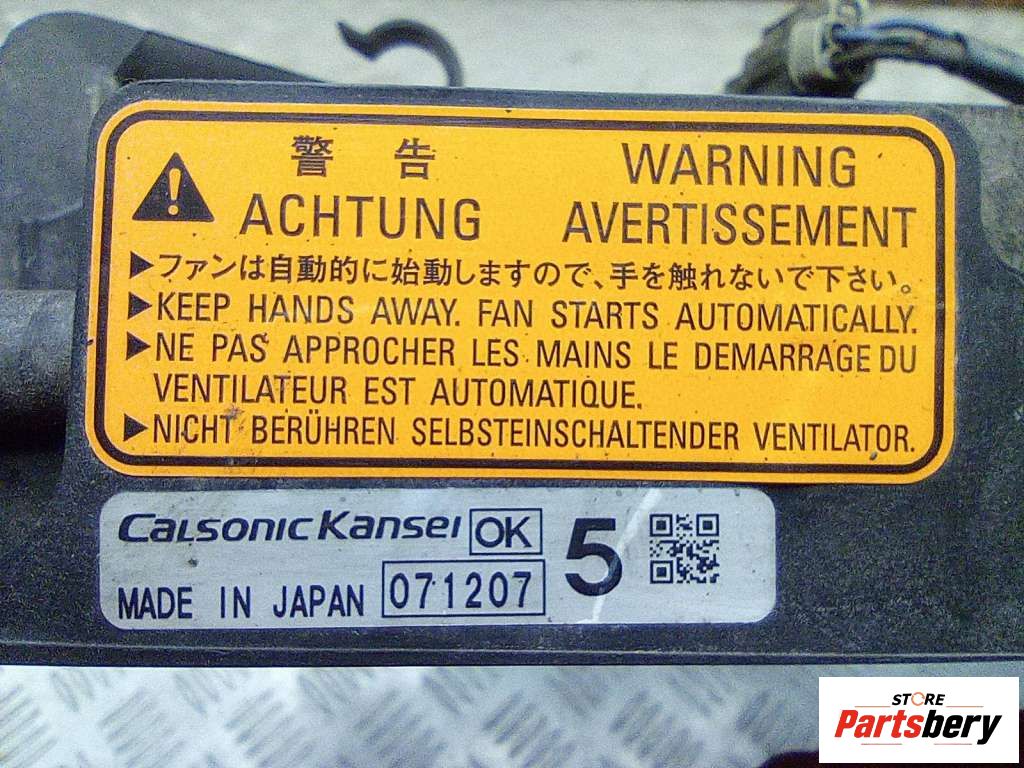 警告
WARNING
ACHTUNG
AVERTISSEMENT
▶ファンは自動的に始動しますので、手を触れないで下さい。
▶KEEP HANDS AWAY. FAN STARTS AUTOMATICALLY.
▶NE PAS APPROCHER LES MAINS LE DEMARRAGE DU
VENTILATEUR EST AUTOMATIQUE.
▶NICHT BERÜHREN SELBSTEINSCHALTENDER VENTILATOR.
CALSONIC KANSEI OK 5
MADE IN JAPAN 071207
STORE
Partsbery